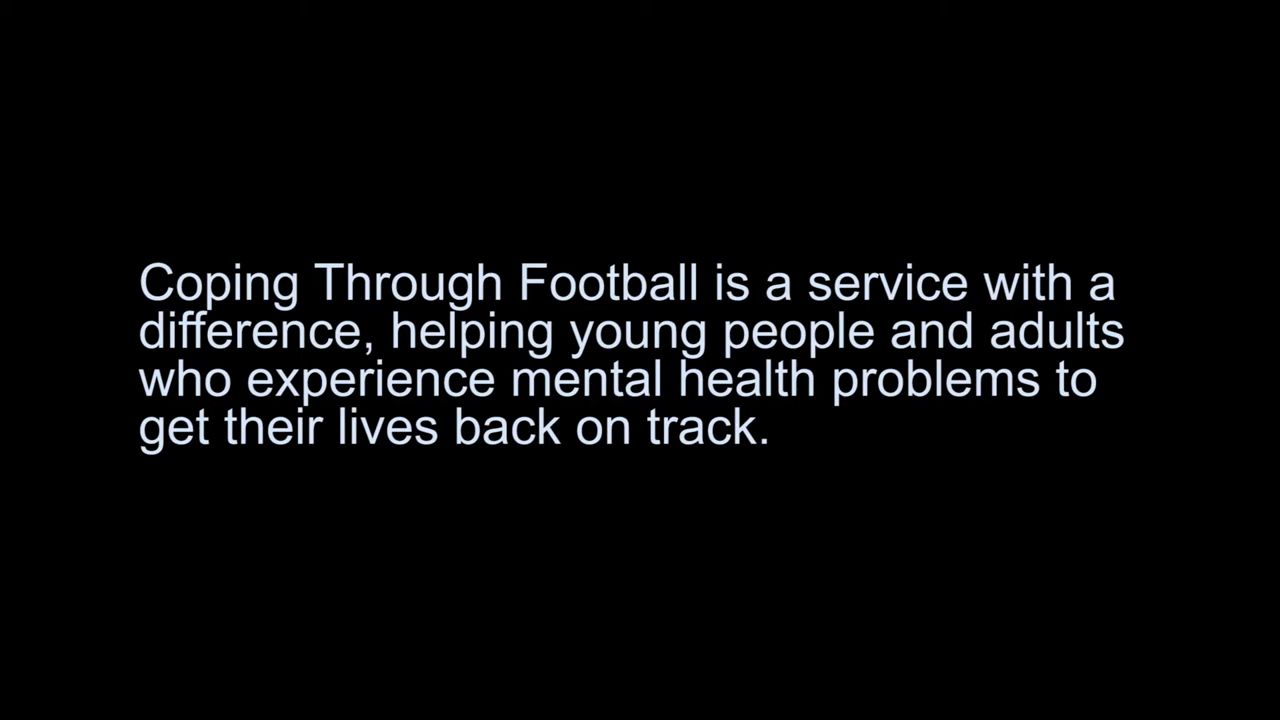 Coping Through Football is a service with a
difference, helping young people and adults
who experience mental health problems to
get their lives back on track.